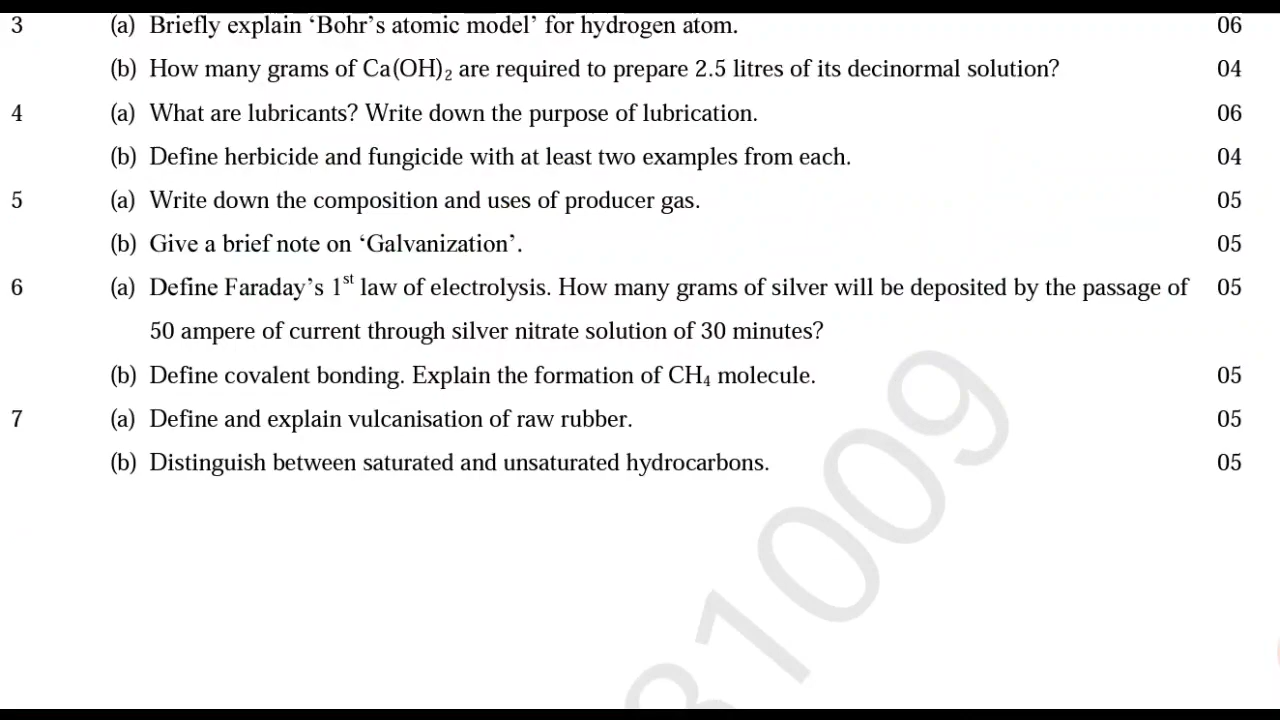 3 (a) Briefly explain ‘Bohr’s atomic model’ for hydrogen atom. 06
(b) How many grams of Ca(OH)₂ are required to prepare 2.5 litres of its decinormal solution? 04
4 (a) What are lubricants? Write down the purpose of lubrication. 06
(b) Define herbicide and fungicide with at least two examples from each. 04
5 (a) Write down the composition and uses of producer gas. 05
(b) Give a brief note on ‘Galvanization’. 05
6 (a) Define Faraday’s 1st law of electrolysis. How many grams of silver will be deposited by the passage of 05
50 ampere of current through silver nitrate solution of 30 minutes?
(b) Define covalent bonding. Explain the formation of CH₄ molecule. 05
7 (a) Define and explain vulcanisation of raw rubber. 05
(b) Distinguish between saturated and unsaturated hydrocarbons. 05
1009